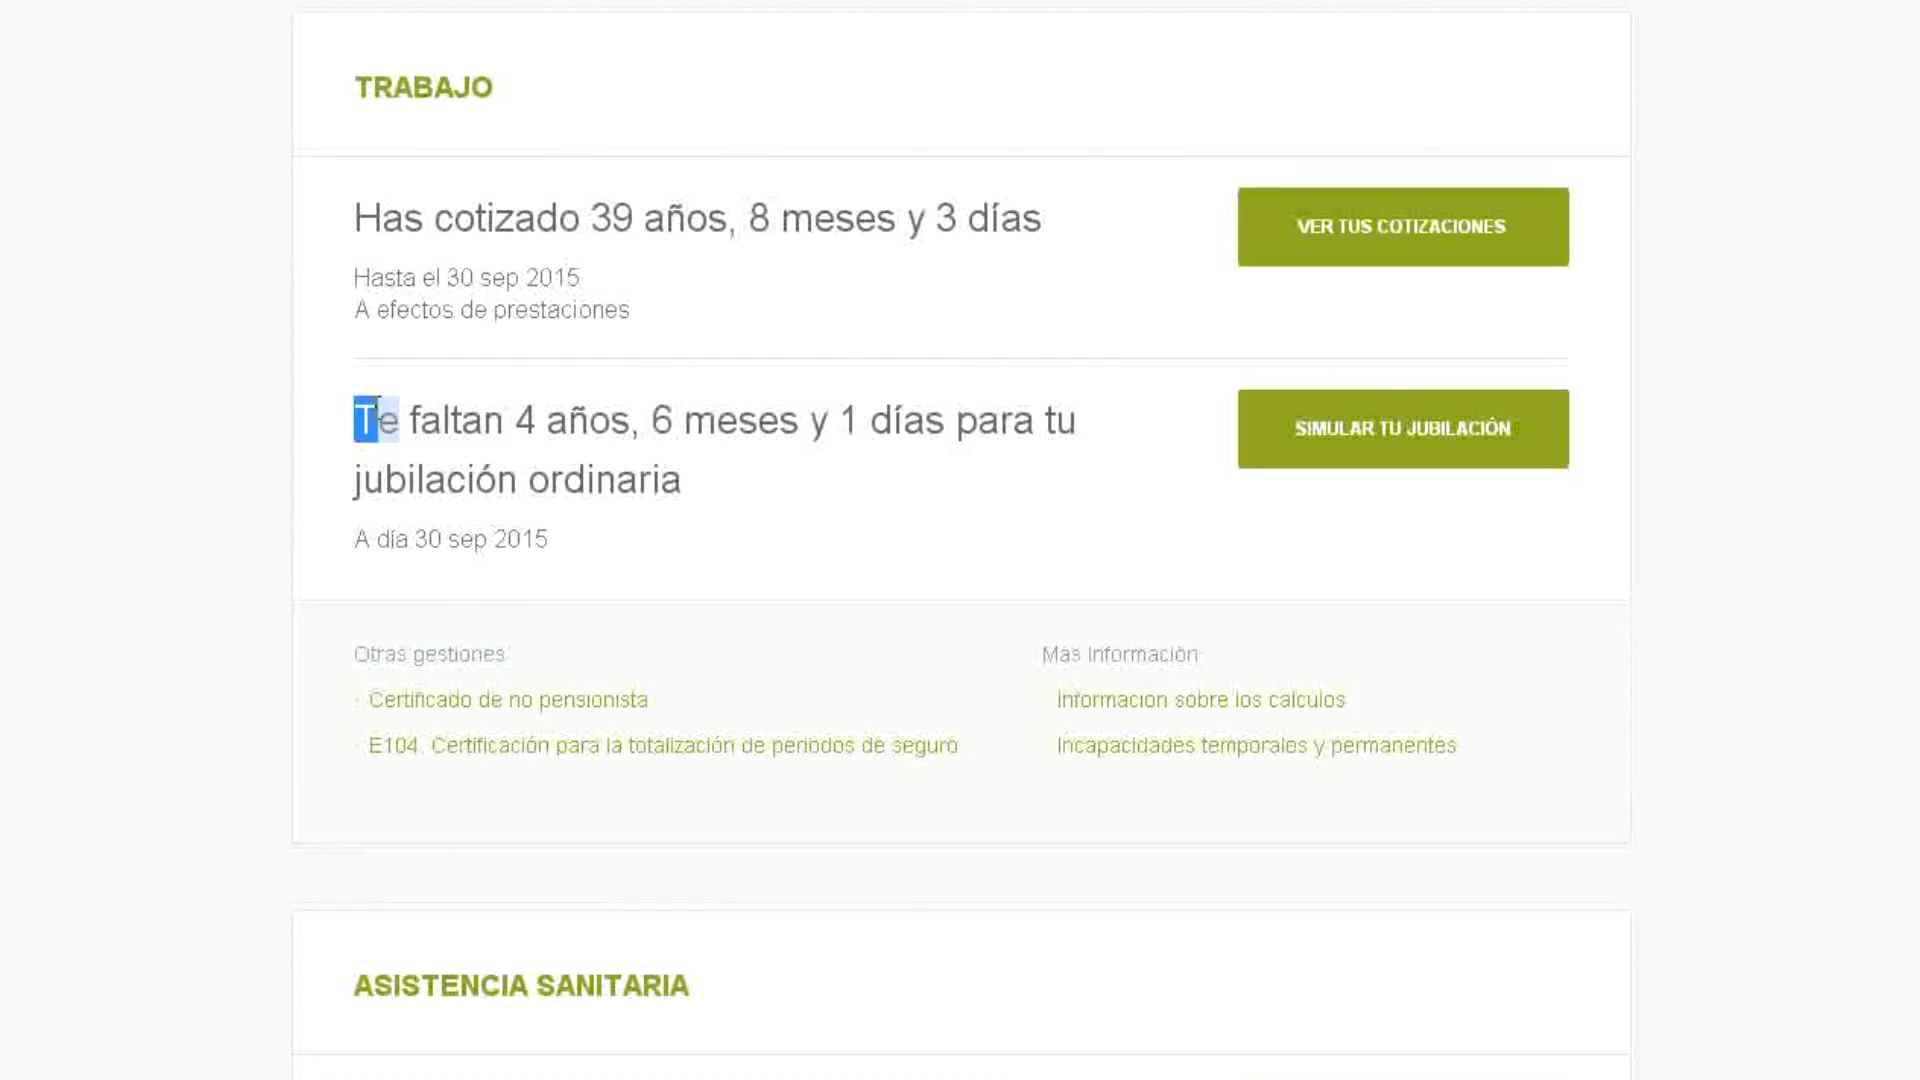 TRABAJO
Has cotizado 39 años, 8 meses y 3 días
VER TUS COTIZACIONES
Hasta el 30 sep 2015
A efectos de prestaciones
Te faltan 4 años, 6 meses y 1 días para tu
jubilación ordinaria
SIMULAR TU JUBILACIÓN
A día 30 sep 2015
Otras gestiones
· Certificado de no pensionista
· E104. Certificación para la totalización de periodos de seguro
Más Información
· Información sobre los cálculos
· Incapacidades temporales y permanentes
ASISTENCIA SANITARIA